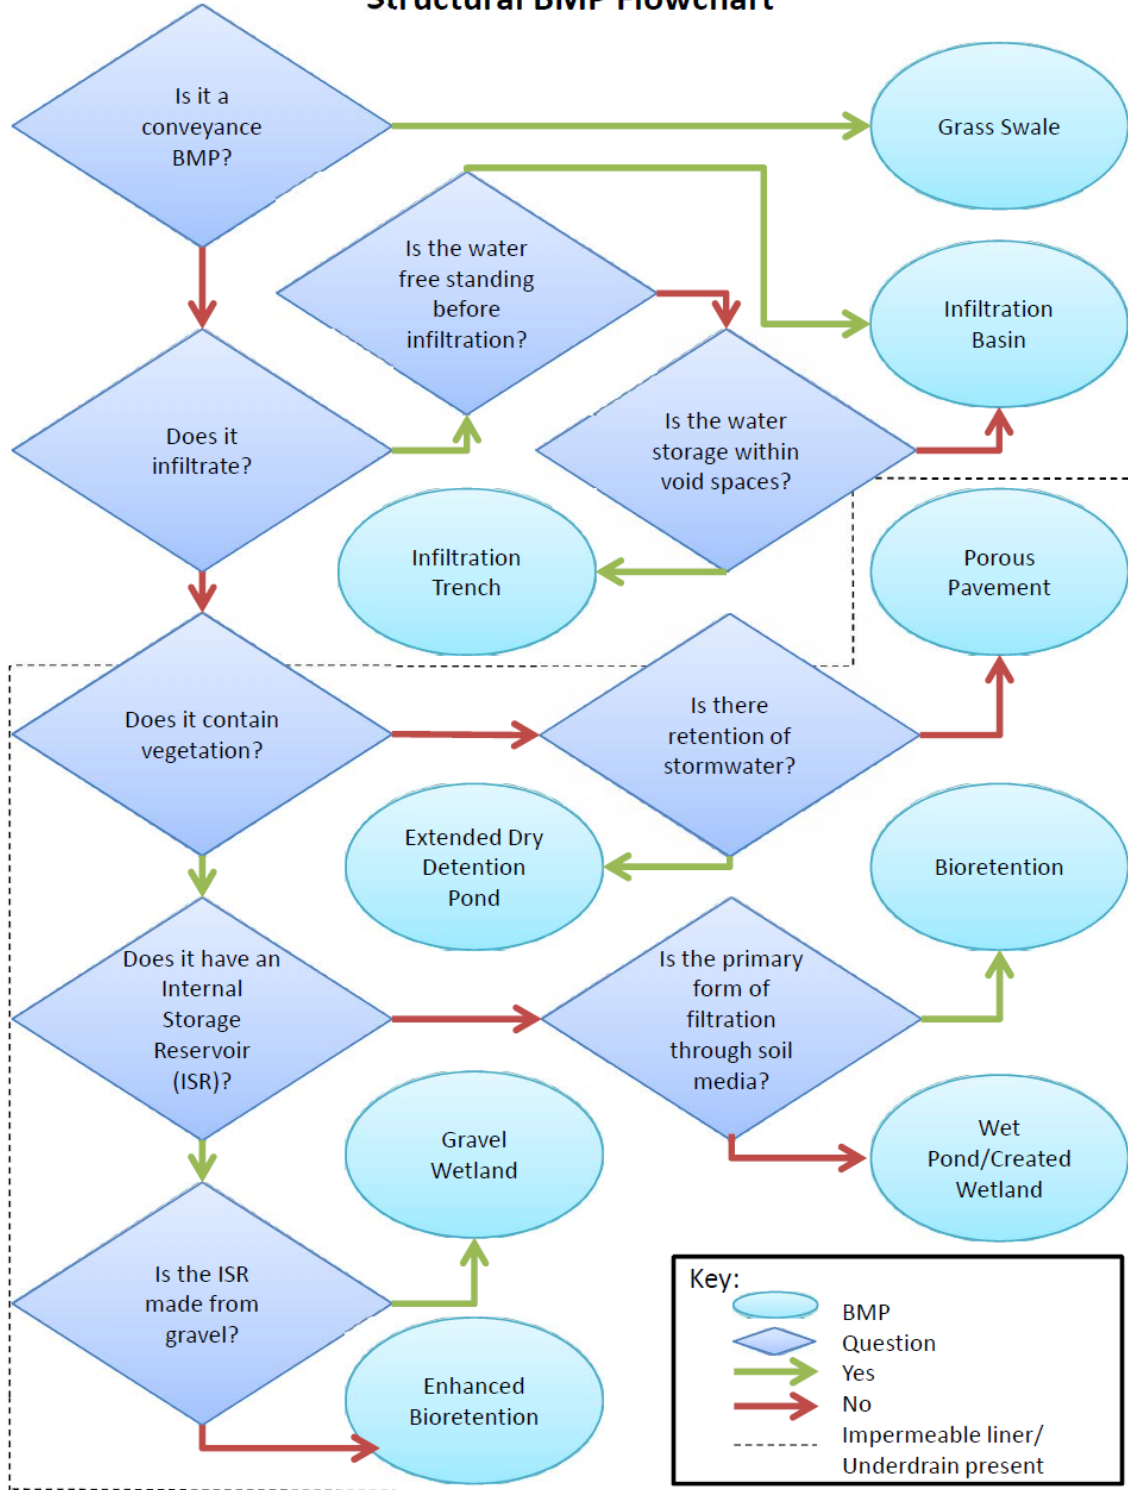 Structural BMP Flowchart
Is it a
conveyance
BMP?
Grass Swale
Is the water
free standing
before
infiltration?
Infiltration
Basin
Does it
infiltrate?
Is the water
storage within
void spaces?
Infiltration
Trench
Porous
Pavement
Does it contain
vegetation?
Is there
retention of
stormwater?
Extended Dry
Detention
Pond
Bioretention
Does it have an
Internal
Storage
Reservoir
(ISR)?
Is the primary
form of
filtration
through soil
media?
Gravel
Wetland
Wet
Pond/Created
Wetland
Is the ISR
made from
gravel?
Enhanced
Bioretention
Key:
BMP
Question
Yes
No
Impermeable liner/
Underdrain present